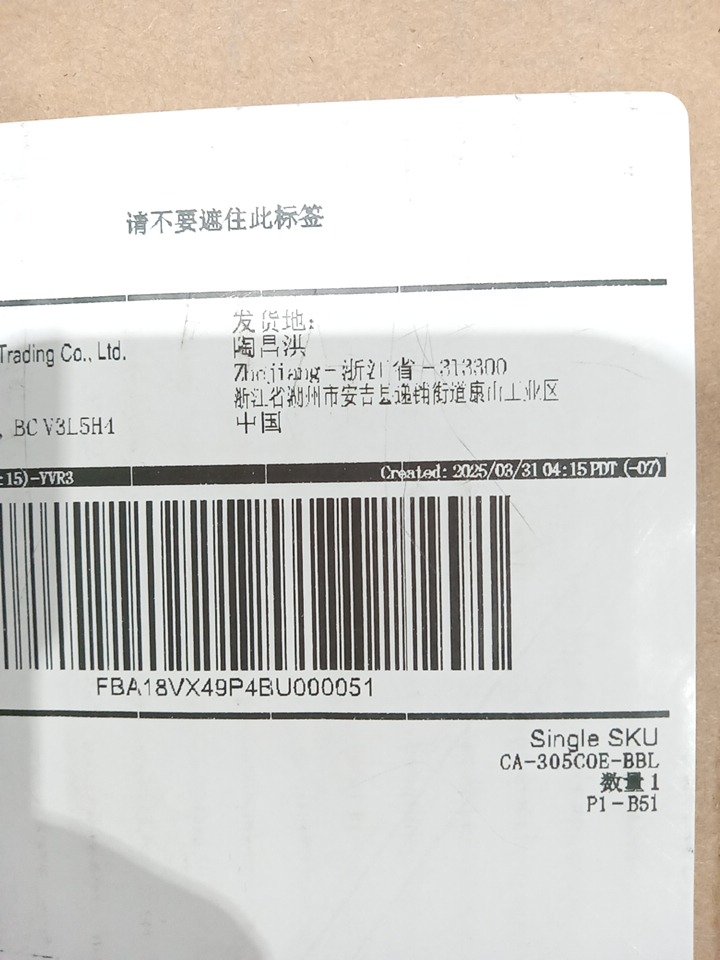 请不要遮住此标签
发货地：
陶昌洪
Trading Co., Ltd.
Zhejiang - 浙江省 - 313300
浙江省湖州市安吉县递铺街道康山工业区
, BC V3L5H4
中国
:15)-YVR3
Created: 2025/03/31 04:15 PDT (-07)
FBA18VX49P4BU000051
Single SKU
CA-305COE-BBL
数量 1
P1 - B51